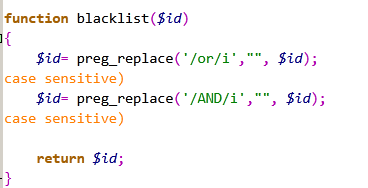 function blacklist($id)
{
$id= preg_replace('/or/i',"", $id);
case sensitive)
$id= preg_replace('/AND/i',"", $id);
case sensitive)
return $id;
}